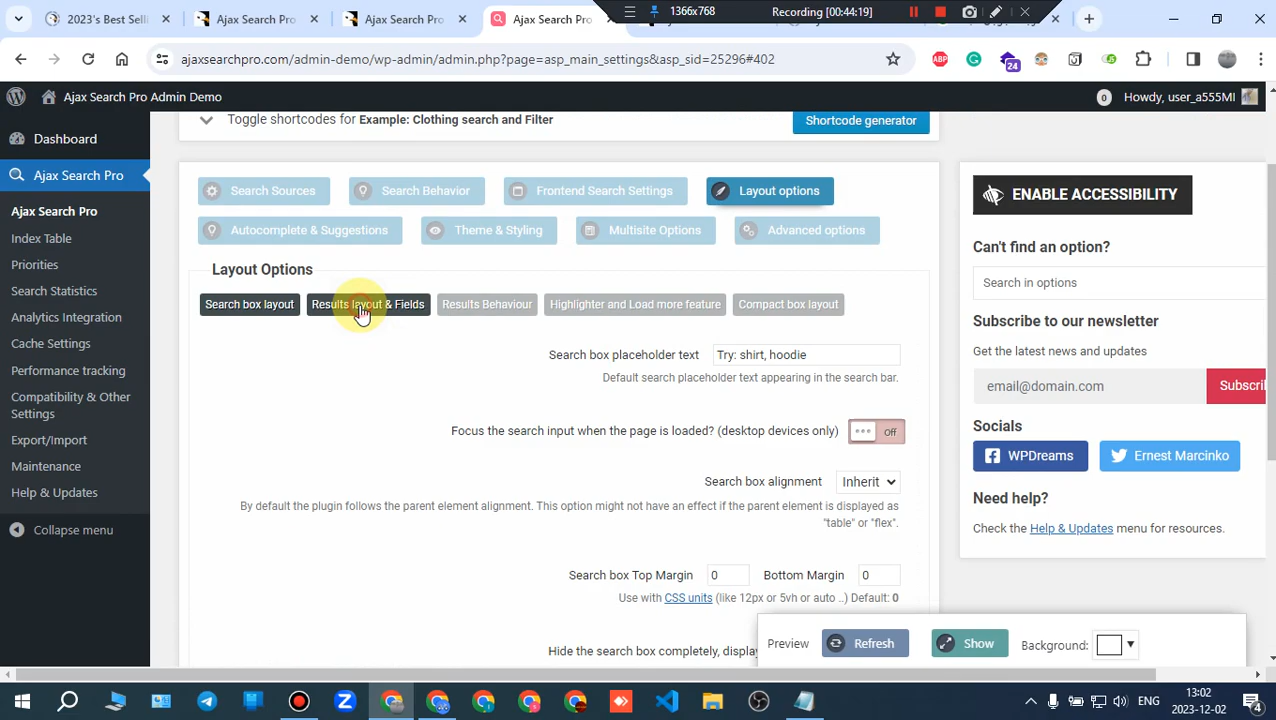 1366x768
Recording [00:44:19]
2023's Best Sell
Ajax Search Pro
Ajax Search Pro
Ajax Search Pro
ajaxsearchpro.com/admin-demo/wp-admin/admin.php?page=asp_main_settings&asp_sid=25296#402
24
Ajax Search Pro Admin Demo
0
Howdy, user_a555MI
Dashboard
Ajax Search Pro
Ajax Search Pro
Index Table
Priorities
Search Statistics
Analytics Integration
Cache Settings
Performance tracking
Compatibility & Other
Settings
Export/Import
Maintenance
Help & Updates
Collapse menu
Toggle shortcodes for Example: Clothing search and Filter
Shortcode generator
Search Sources
Search Behavior
Frontend Search Settings
Layout options
Autocomplete & Suggestions
Theme & Styling
Multisite Options
Advanced options
Layout Options
Search box layout
Results layout & Fields
Results Behaviour
Highlighter and Load more feature
Compact box layout
Search box placeholder text
Try: shirt, hoodie
Default search placeholder text appearing in the search bar.
Focus the search input when the page is loaded? (desktop devices only)
Off
Search box alignment
Inherit
By default the plugin follows the parent element alignment. This option might not have an effect if the parent element is displayed as
"table" or "flex".
Search box Top Margin
0
Bottom Margin
0
Use with CSS units (like 12px or 5vh or auto ..) Default: 0
Hide the search box completely, display
Preview
Refresh
Show
Background:
ENABLE ACCESSIBILITY
Can't find an option?
Search in options
Subscribe to our newsletter
Get the latest news and updates
email@domain.com
Subscri
Socials
WPDreams
Ernest Marcinko
Need help?
Check the Help & Updates menu for resources.
ENG
13:02
2023-12-02
4